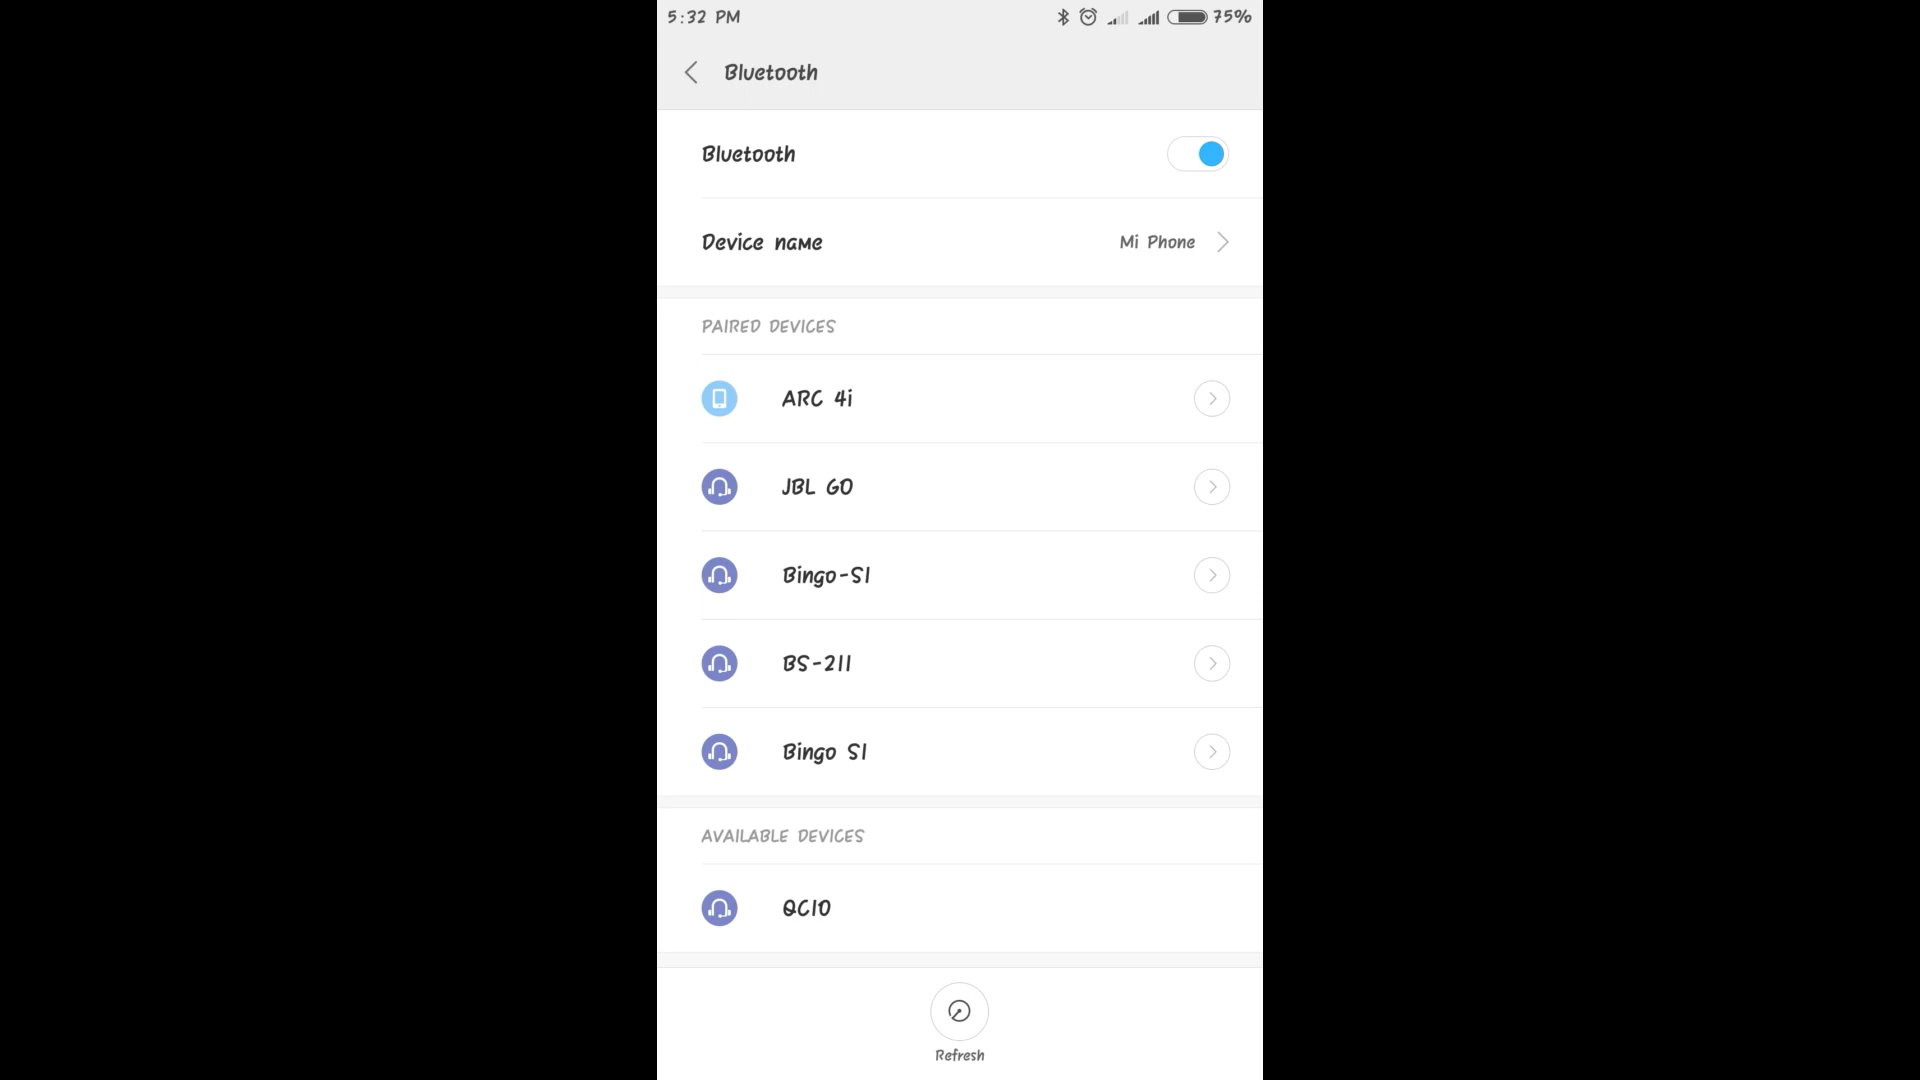 5:32 PM 75%
Bluetooth
Bluetooth
Device name Mi Phone
PAIRED DEVICES
ARC 4i
JBL GO
Bingo-S1
BS-211
Bingo S1
AVAILABLE DEVICES
QC10
Refresh